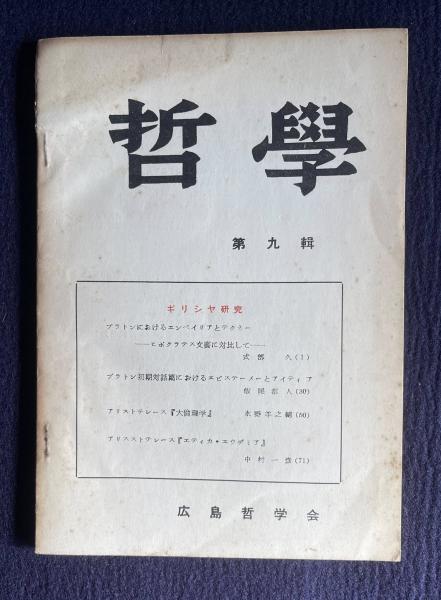 哲學
第九輯
ギリシヤ研究
プラトンにおけるエンペイリアとテクネー
——ヒポクラテス文書に対比して——
式部 久 (1)
プラトン初期対話篇におけるエピステーメーとアイティア
人 (30)
アリストテレース『大倫理学』 水野 之 (60)
アリスストテレース『エティカ・エウデミア』
中村一彦 (71)
広島哲学会